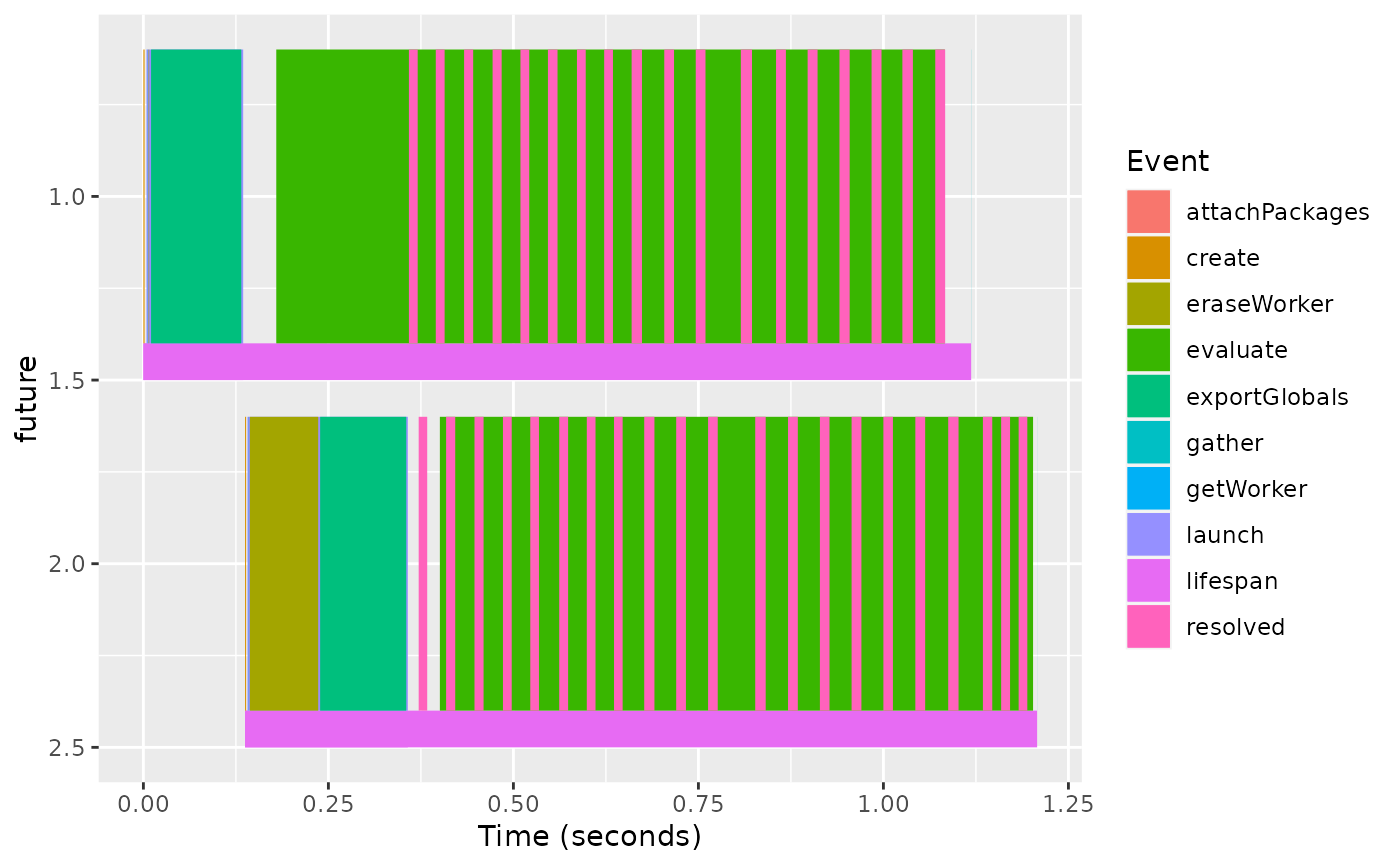 1.0
1.5
2.0
2.5
future
0.00 0.25 0.50 0.75 1.00 1.25
Time (seconds)
Event
attachPackages
create
eraseWorker
evaluate
exportGlobals
gather
getWorker
launch
lifespan
resolved